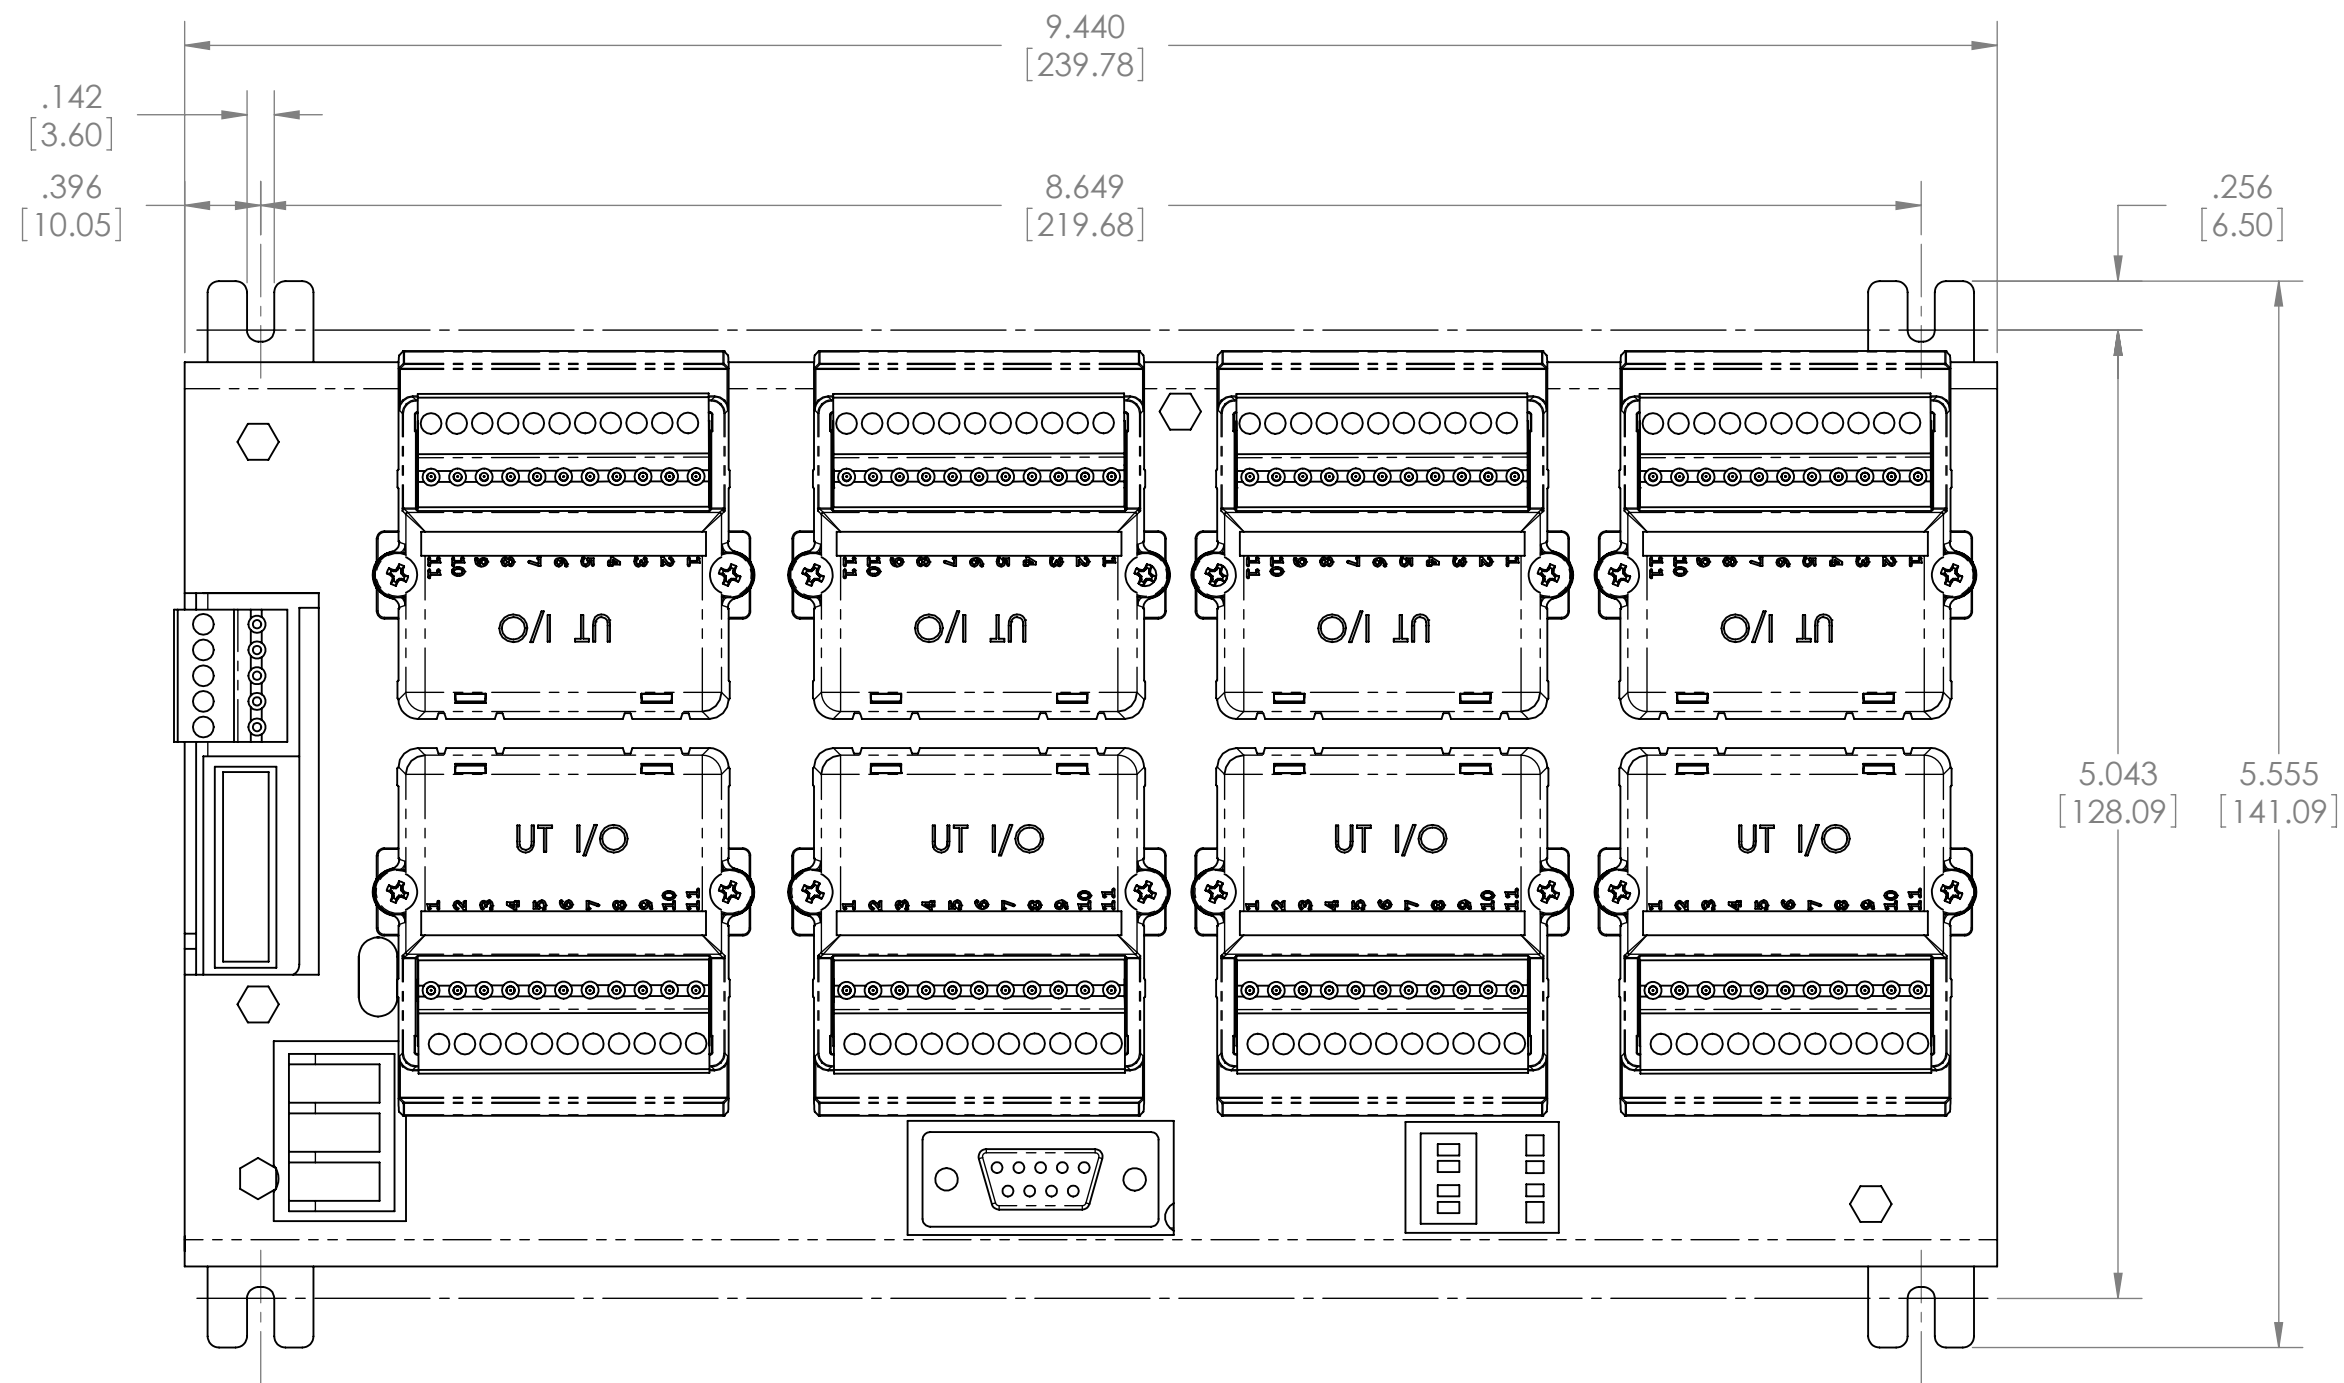 9.440
[239.78]
.142
[3.60]
.396
[10.05]
8.649
[219.68]
.256
[6.50]
11 10 9 8 7 6 5 4 3 2 1
11 10 9 8 7 6 5 4 3 2 1
11 10 9 8 7 6 5 4 3 2 1
11 10 9 8 7 6 5 4 3 2 1
UT I/O
UT I/O
UT I/O
UT I/O
5.043
[128.09]
5.555
[141.09]
UT I/O
UT I/O
UT I/O
UT I/O
1 2 3 4 5 6 7 8 9 10 11
1 2 3 4 5 6 7 8 9 10 11
1 2 3 4 5 6 7 8 9 10 11
1 2 3 4 5 6 7 8 9 10 11